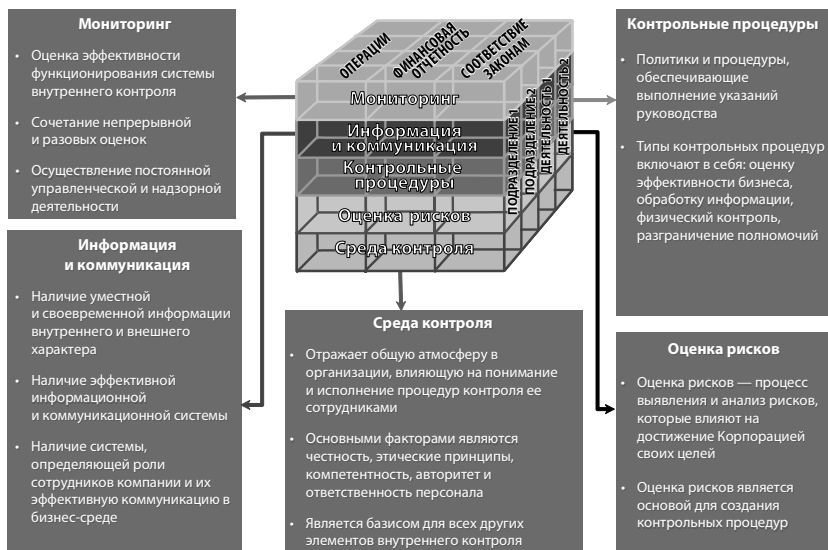 Мониторинг
• Оценка эффективности
функционирования системы
внутреннего контроля
• Сочетание непрерывной
и разовых оценок
• Осуществление постоянной
управленческой и надзорной
деятельности
Информация
и коммуникация
• Наличие уместной
и своевременной информации
внутреннего и внешнего
характера
• Наличие эффективной
информационной
и коммуникационной системы
• Наличие системы,
определяющей роли
сотрудников компании и их
эффективную коммуникацию в
бизнес-среде
ОПЕРАЦИИ
ФИНАНСОВАЯ
ОТЧЕТНОСТЬ
СООТВЕТСТВИЕ
ЗАКОНАМ
Мониторинг
Информация
и коммуникация
Контрольные
процедуры
Оценка рисков
Среда контроля
ПОДРАЗДЕЛЕНИЕ 1
ПОДРАЗДЕЛЕНИЕ 2
ДЕЯТЕЛЬНОСТЬ 1
ДЕЯТЕЛЬНОСТЬ 2
Среда контроля
• Отражает общую атмосферу в
организации, влияющую на понимание
и исполнение процедур контроля ее
сотрудниками
• Основными факторами являются
честность, этические принципы,
компетентность, авторитет и
ответственность персонала
• Является базисом для всех других
элементов внутреннего контроля
Контрольные процедуры
• Политики и процедуры,
обеспечивающие
выполнение указаний
руководства
• Типы контрольных процедур
включают в себя: оценку
эффективности бизнеса,
обработку информации,
физический контроль,
разграничение полномочий
Оценка рисков
• Оценка рисков — процесс
выявления и анализ рисков,
которые влияют на
достижение Корпорацией
своих целей
• Оценка рисков является
основой для создания
контрольных процедур